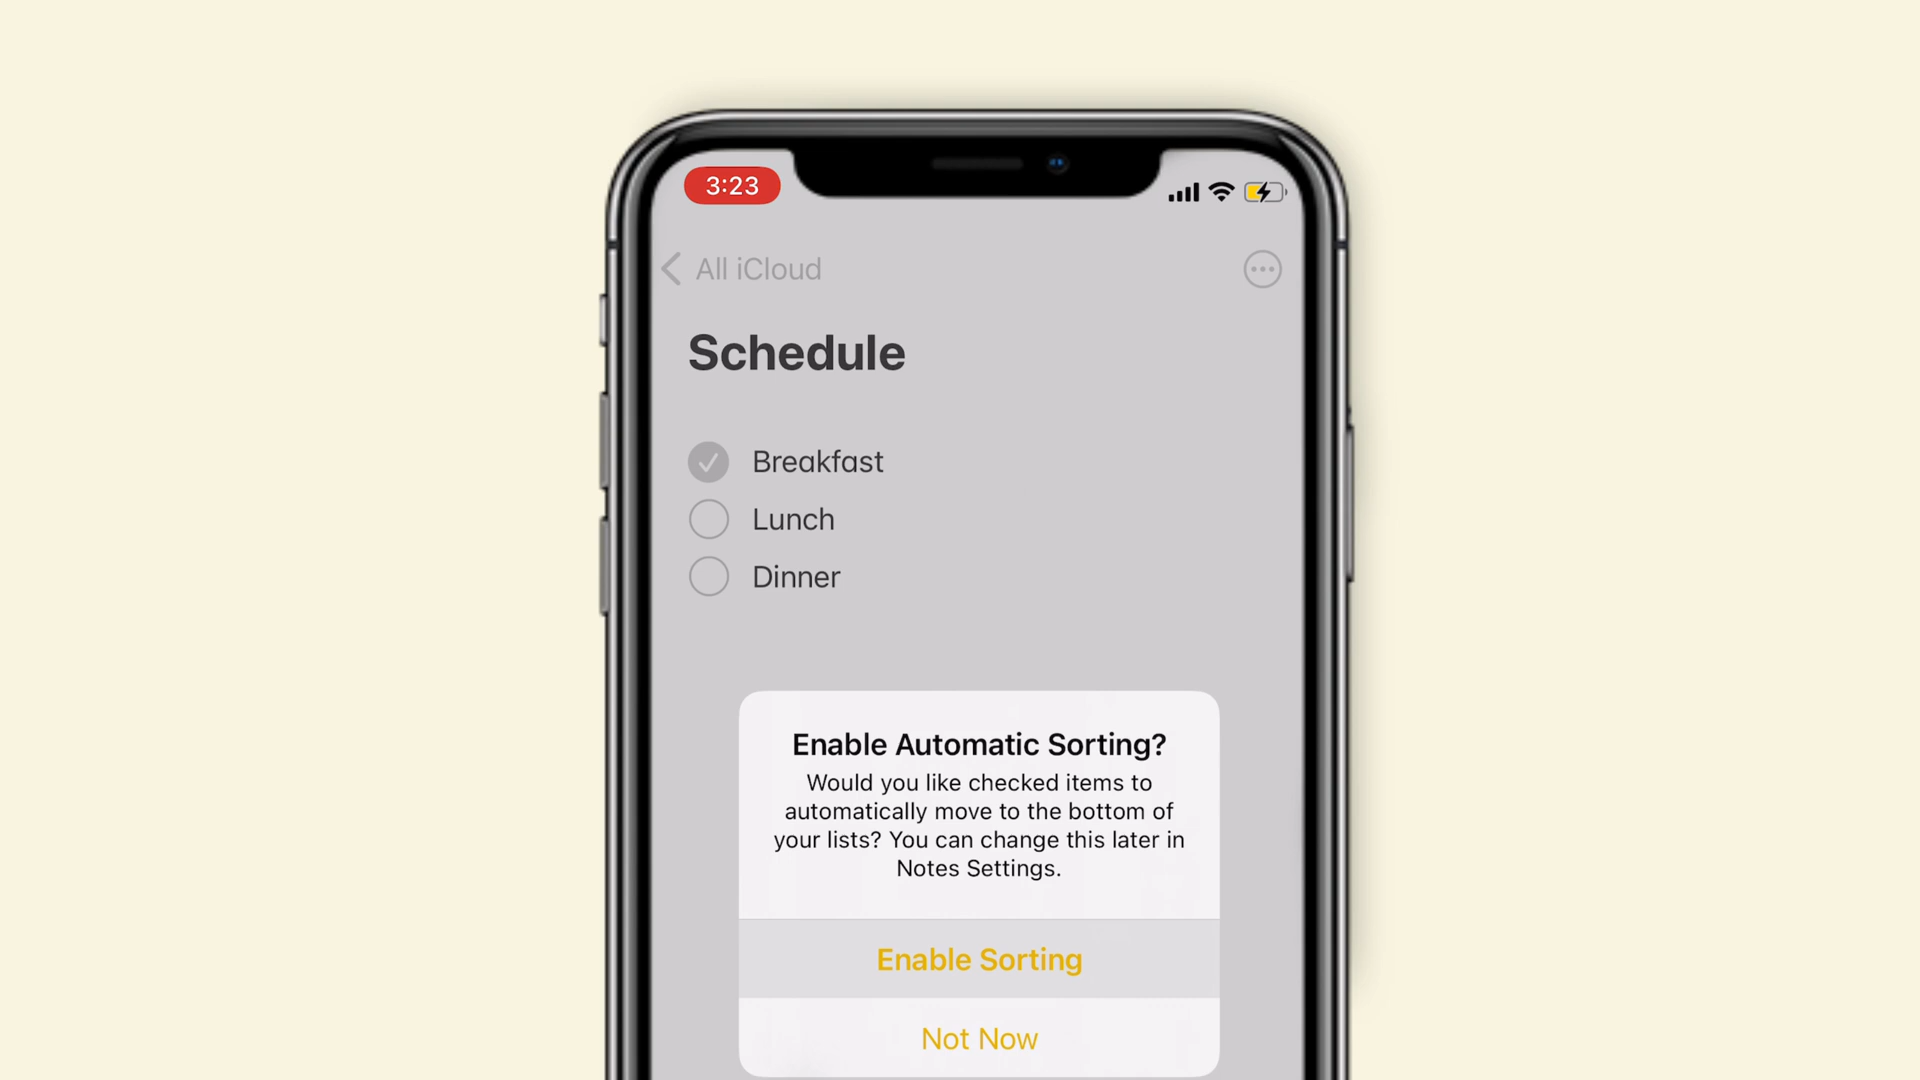 3:23
All iCloud
Schedule
Breakfast
Lunch
Dinner
Enable Automatic Sorting?
Would you like checked items to
automatically move to the bottom of
your lists? You can change this later in
Notes Settings.
Enable Sorting
Not Now